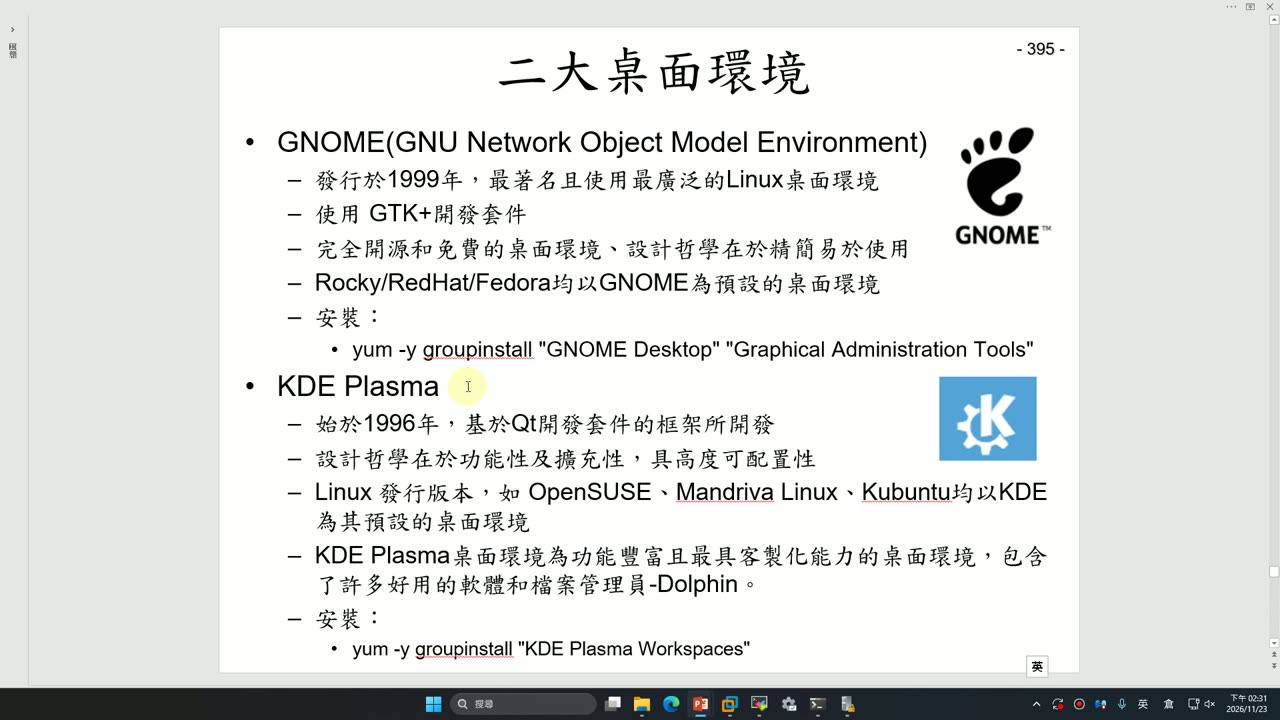 - 395 -
二大桌面環境
• GNOME(GNU Network Object Model Environment)
– 發行於1999年，最著名且使用最廣泛的Linux桌面環境
– 使用 GTK+開發套件
– 完全開源和免費的桌面環境、設計哲學在於精簡易於使用
– Rocky/RedHat/Fedora均以GNOME為預設的桌面環境
– 安裝：
• yum -y groupinstall "GNOME Desktop" "Graphical Administration Tools"
GNOME™
• KDE Plasma
– 始於1996年，基於Qt開發套件的框架所開發
– 設計哲學在於功能性及擴充性，具高度可配置性
– Linux 發行版本，如 OpenSUSE、Mandriva Linux、Kubuntu均以KDE
為其預設的桌面環境
– KDE Plasma桌面環境為功能豐富且最具客製化能力的桌面環境，包含
了許多好用的軟體和檔案管理員-Dolphin。
– 安裝：
• yum -y groupinstall "KDE Plasma Workspaces"
K
英
搜尋
英
下午 02:31
2026/11/23